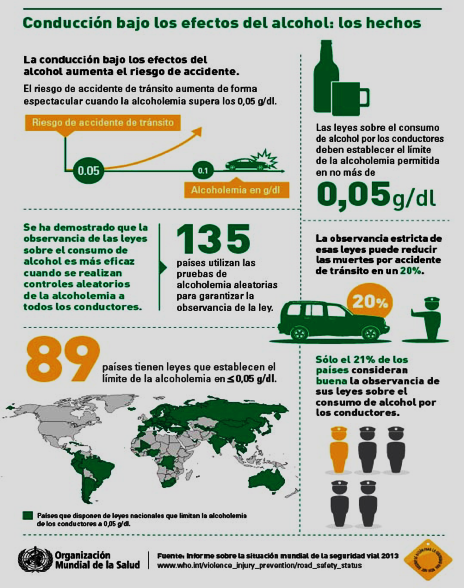 Conducción bajo los efectos del alcohol: los hechos
La conducción bajo los efectos del
alcohol aumenta el riesgo de accidente.
El riesgo de accidente de tránsito aumenta de forma
espectacular cuando la alcoholemia supera los 0,05 g/dl.
Riesgo de accidente de tránsito
0.05
0.1
Alcoholemia en g/dl
Las leyes sobre el consumo
de alcohol por los conductores
deben establecer el límite
de la alcoholemia permitida
en no más de
0,05g/dl
Se ha demostrado que la
observancia de las leyes
sobre el consumo de
alcohol es más eficaz
cuando se realizan
controles aleatorios
de la alcoholemia a
todos los conductores.
135
países utilizan las
pruebas de
alcoholemia aleatorias
para garantizar la
observancia de la ley.
La observancia estricta de
esas leyes puede reducir
las muertes por accidente
de tránsito en un 20%.
20%
89
países tienen leyes que establecen el
límite de la alcoholemia en ≤0,05 g/dl.
Sólo el 21% de los
países consideran
buena la observancia de
sus leyes sobre el
consumo de alcohol por
los conductores.
Países que disponen de leyes nacionales que limitan la alcoholemia
de los conductores a 0,05 g/dl.
Organización
Mundial de la Salud
Fuente: Informe sobre la situación mundial de la seguridad vial 2013
www.who.int/violence_injury_prevention/road_safety_status